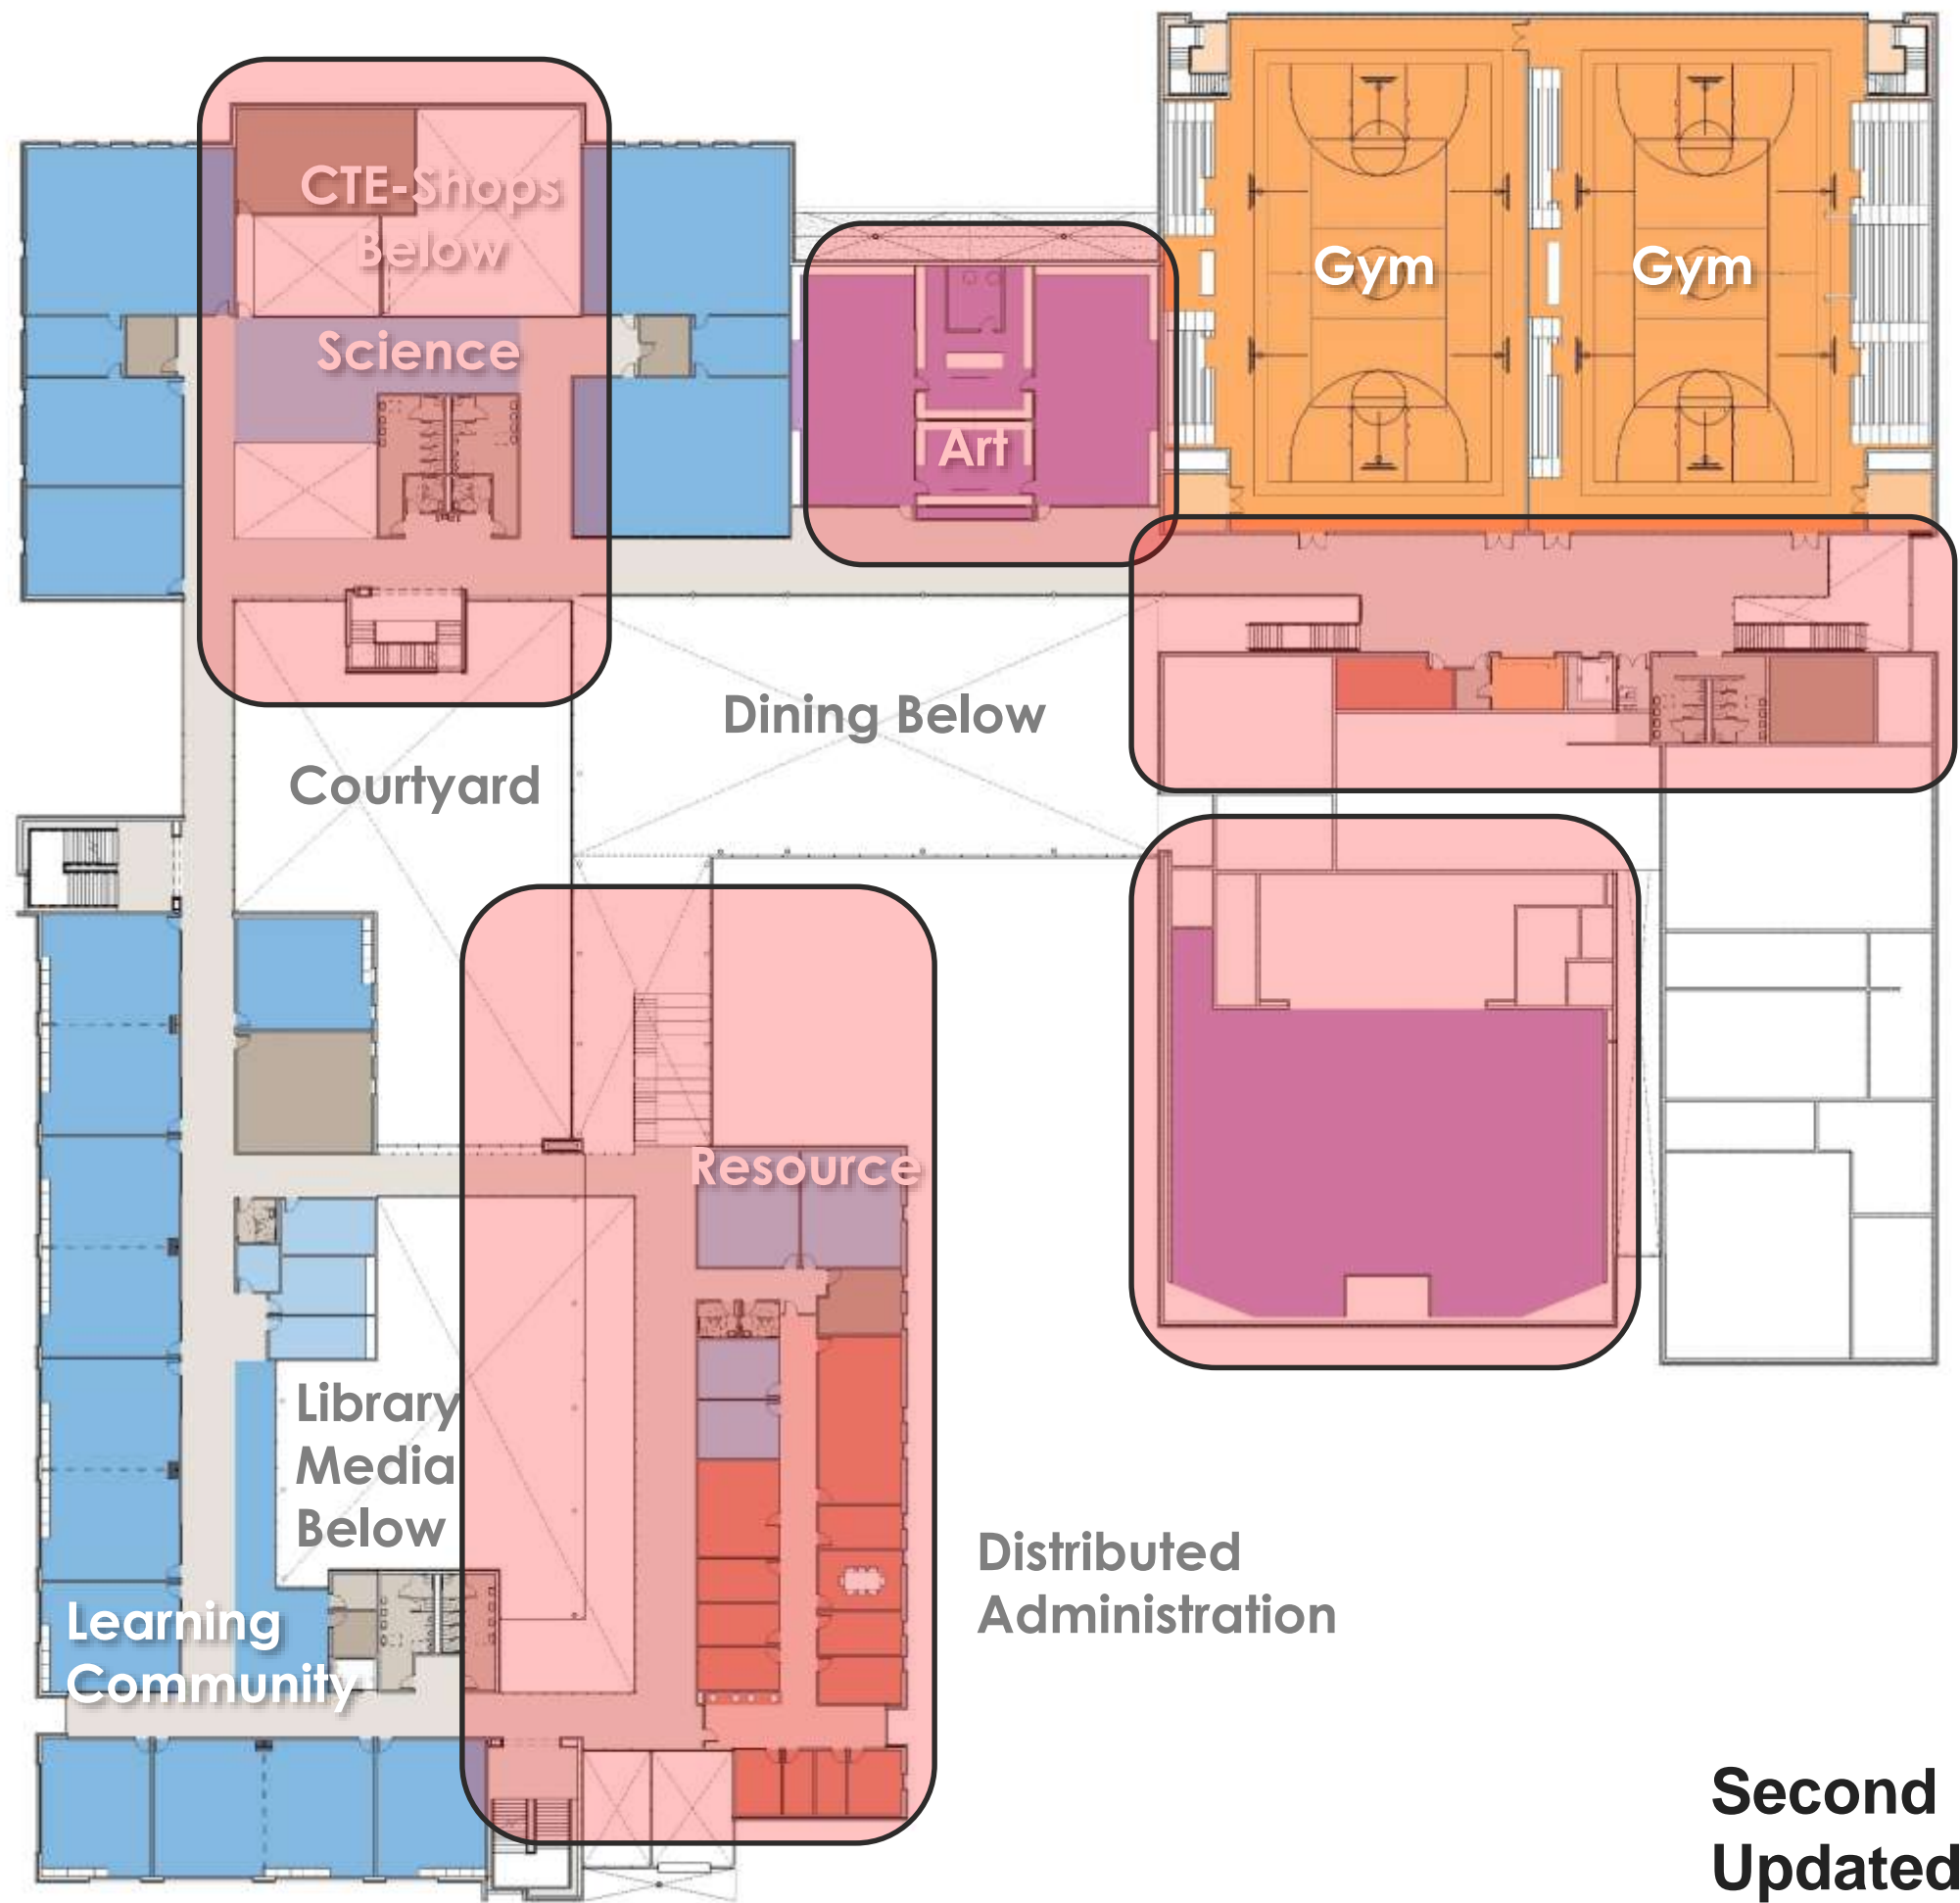 CTE-Shops
Below
Gym
Gym
Science
Art
Dining Below
Courtyard
Resource
Library
Media
Below
Distributed
Administration
Learning
Community
Second
Updated